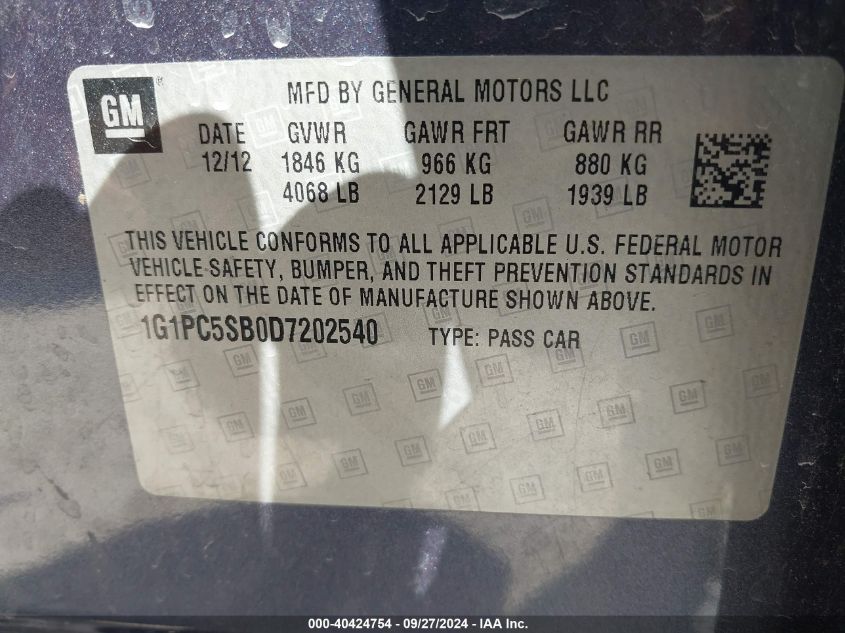 GM ® MFD BY GENERAL MOTORS LLC
DATE GVWR GAWR FRT GAWR RR
12/12 1846 KG 966 KG 880 KG
4068 LB 2129 LB 1939 LB
THIS VEHICLE CONFORMS TO ALL APPLICABLE U.S. FEDERAL MOTOR
VEHICLE SAFETY, BUMPER, AND THEFT PREVENTION STANDARDS IN
EFFECT ON THE DATE OF MANUFACTURE SHOWN ABOVE.
1G1PC5SB0D7202540 TYPE: PASS CAR
000-40424754 - 09/27/2024 - IAA Inc.